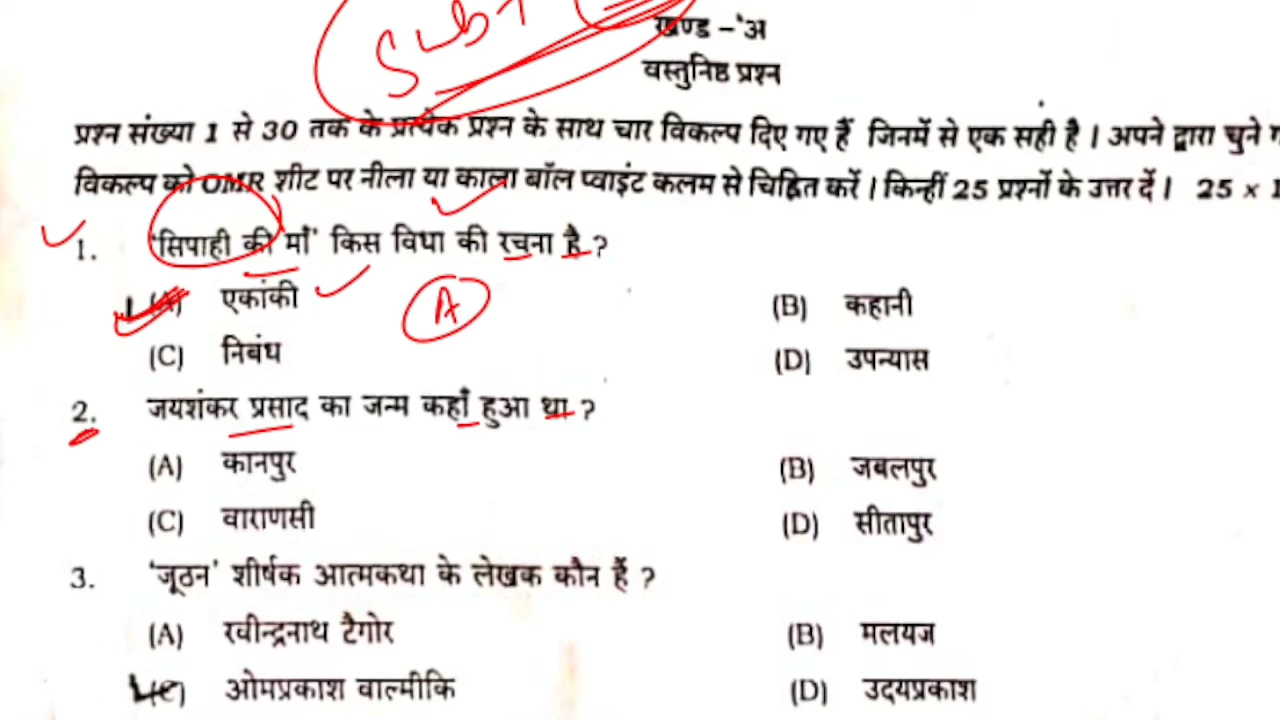 Sub
खण्ड – 'अ
वस्तुनिष्ठ प्रश्न
प्रश्न संख्या 1 से 30 तक के प्रत्येक प्रश्न के साथ चार विकल्प दिए गए हैं जिनमें से एक सही है । अपने द्वारा चुने
विकल्प को OMR शीट पर नीला या काला बॉल प्वाइंट कलम से चिह्नित करें । किन्हीं 25 प्रश्नों के उत्तर दें । 25 ×
1. 'सिपाही की माँ' किस विधा की रचना है ?
(A) एकांकी A (B) कहानी
(C) निबंध (D) उपन्यास
2. जयशंकर प्रसाद का जन्म कहाँ हुआ था ?
(A) कानपुर (B) जबलपुर
(C) वाराणसी (D) सीतापुर
3. 'जूठन' शीर्षक आत्मकथा के लेखक कौन हैं ?
(A) रवीन्द्रनाथ टैगोर (B) मलयज
(C) ओमप्रकाश वाल्मीकि (D) उदयप्रकाश